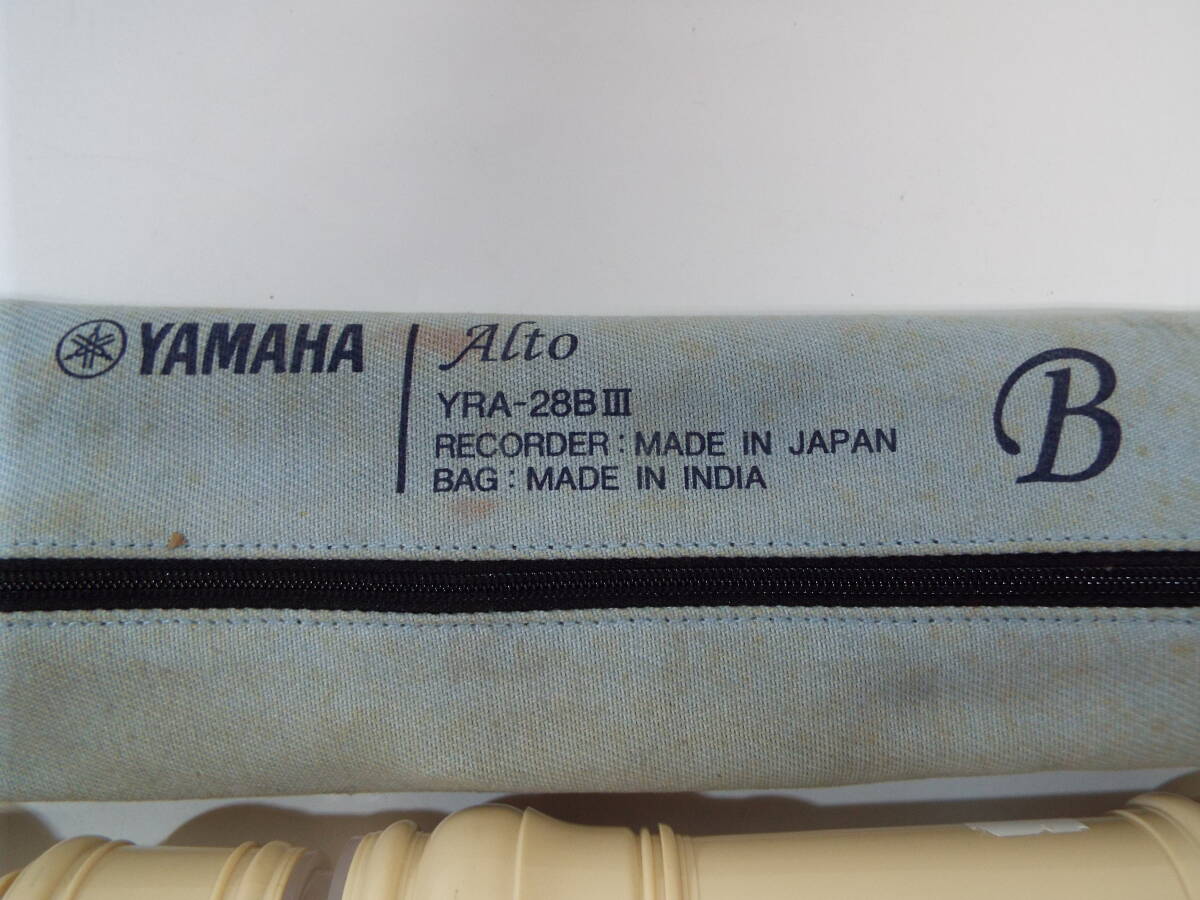 YAMAHA
Alto
YRA-28BⅢ
RECORDER : MADE IN JAPAN
BAG : MADE IN INDIA
B